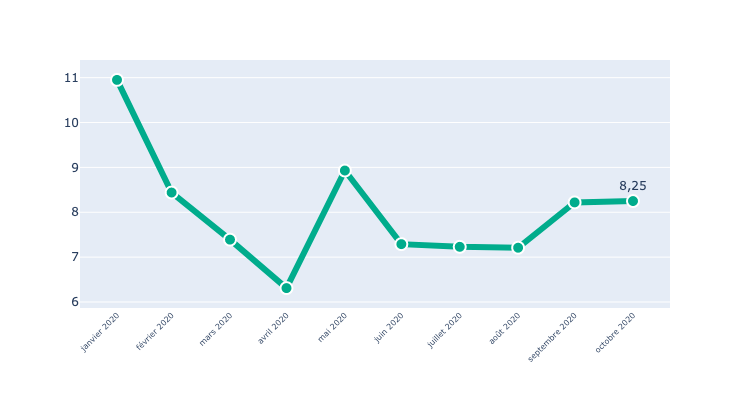 11
10
9
8
7
6
8,25
janvier 2020
février 2020
mars 2020
avril 2020
mai 2020
juin 2020
juillet 2020
août 2020
septembre 2020
octobre 2020